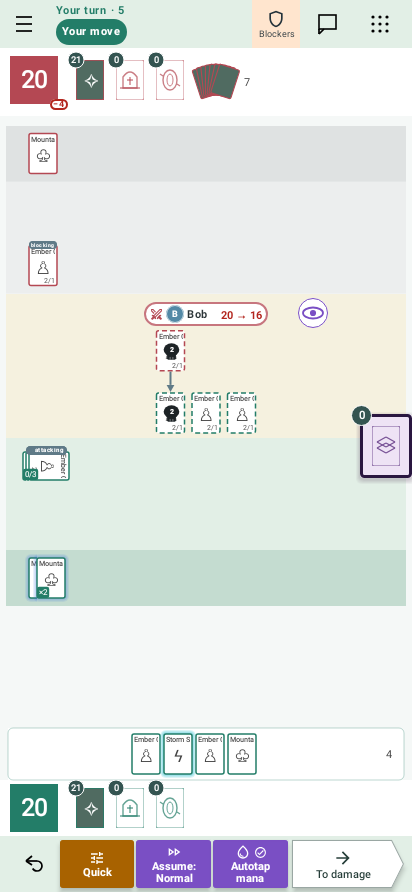 Your turn · 5
Your move
Blockers
20
-4
21
0
0
7
Mounta
blocking
Ember (
2/1
B Bob 20 → 16
Ember (
2
2/1
Ember (
2
2/1
Ember (
2/1
Ember (
2/1
0
attacking
Ember (
0/3
M
Mounta
×2
Ember (
Storm S
Ember (
Mounta
4
20
21
0
0
Quick
Assume:
Normal
Autotap
mana
To damage